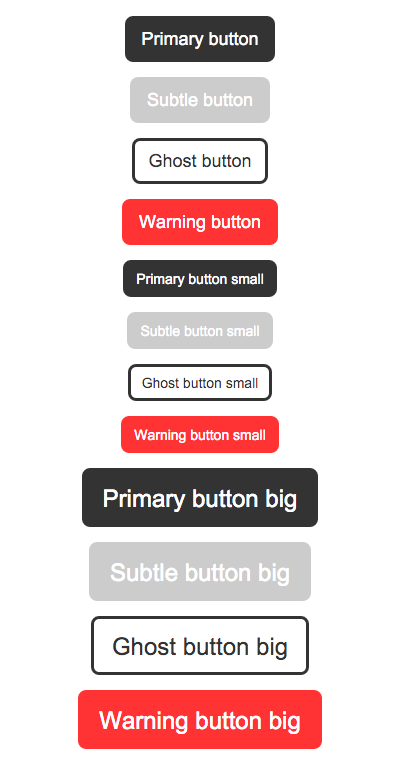 Primary button
Subtle button
Ghost button
Warning button
Primary button small
Subtle button small
Ghost button small
Warning button small
Primary button big
Subtle button big
Ghost button big
Warning button big